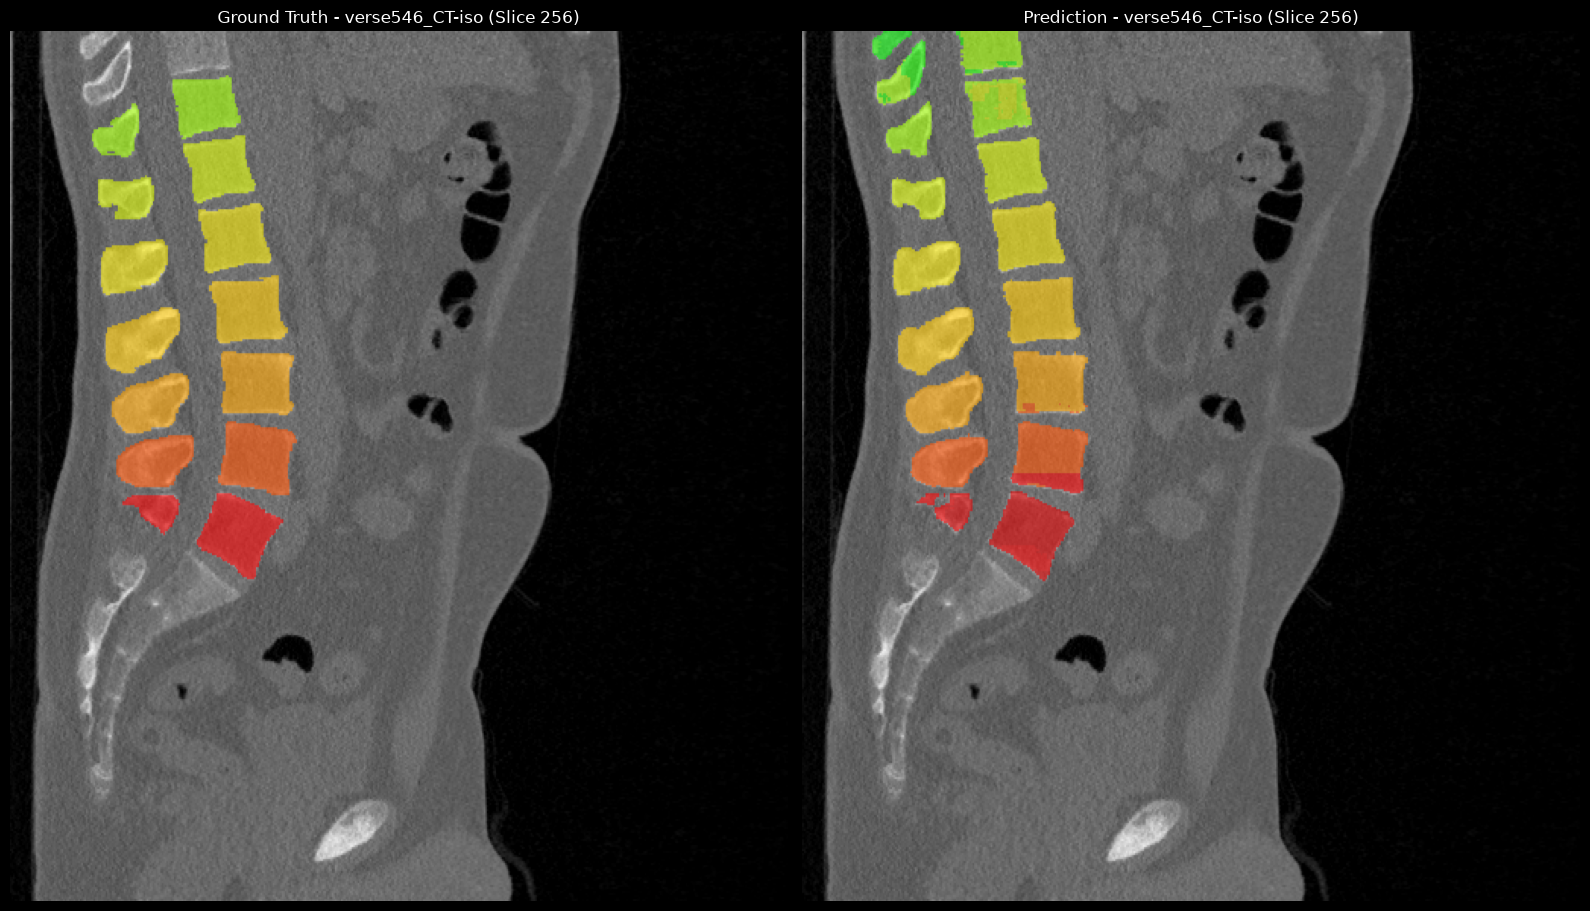 Ground Truth - verse546_CT-iso (Slice 256)
Prediction - verse546_CT-iso (Slice 256)